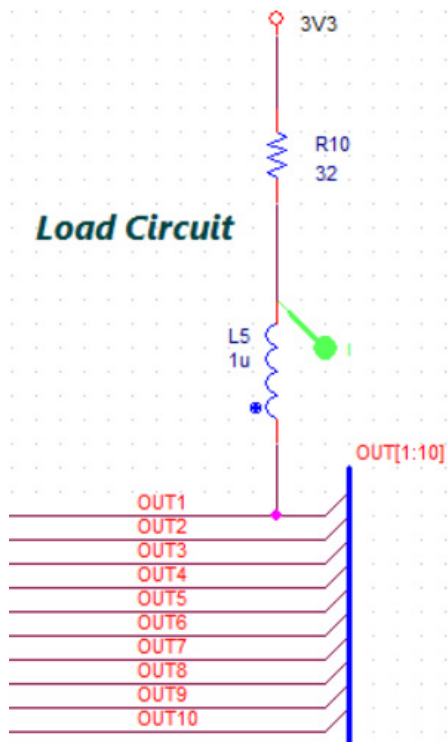 3V3
R10
32
Load Circuit
L5
1u
I
OUT[1:10]
OUT1
OUT2
OUT3
OUT4
OUT5
OUT6
OUT7
OUT8
OUT9
OUT10